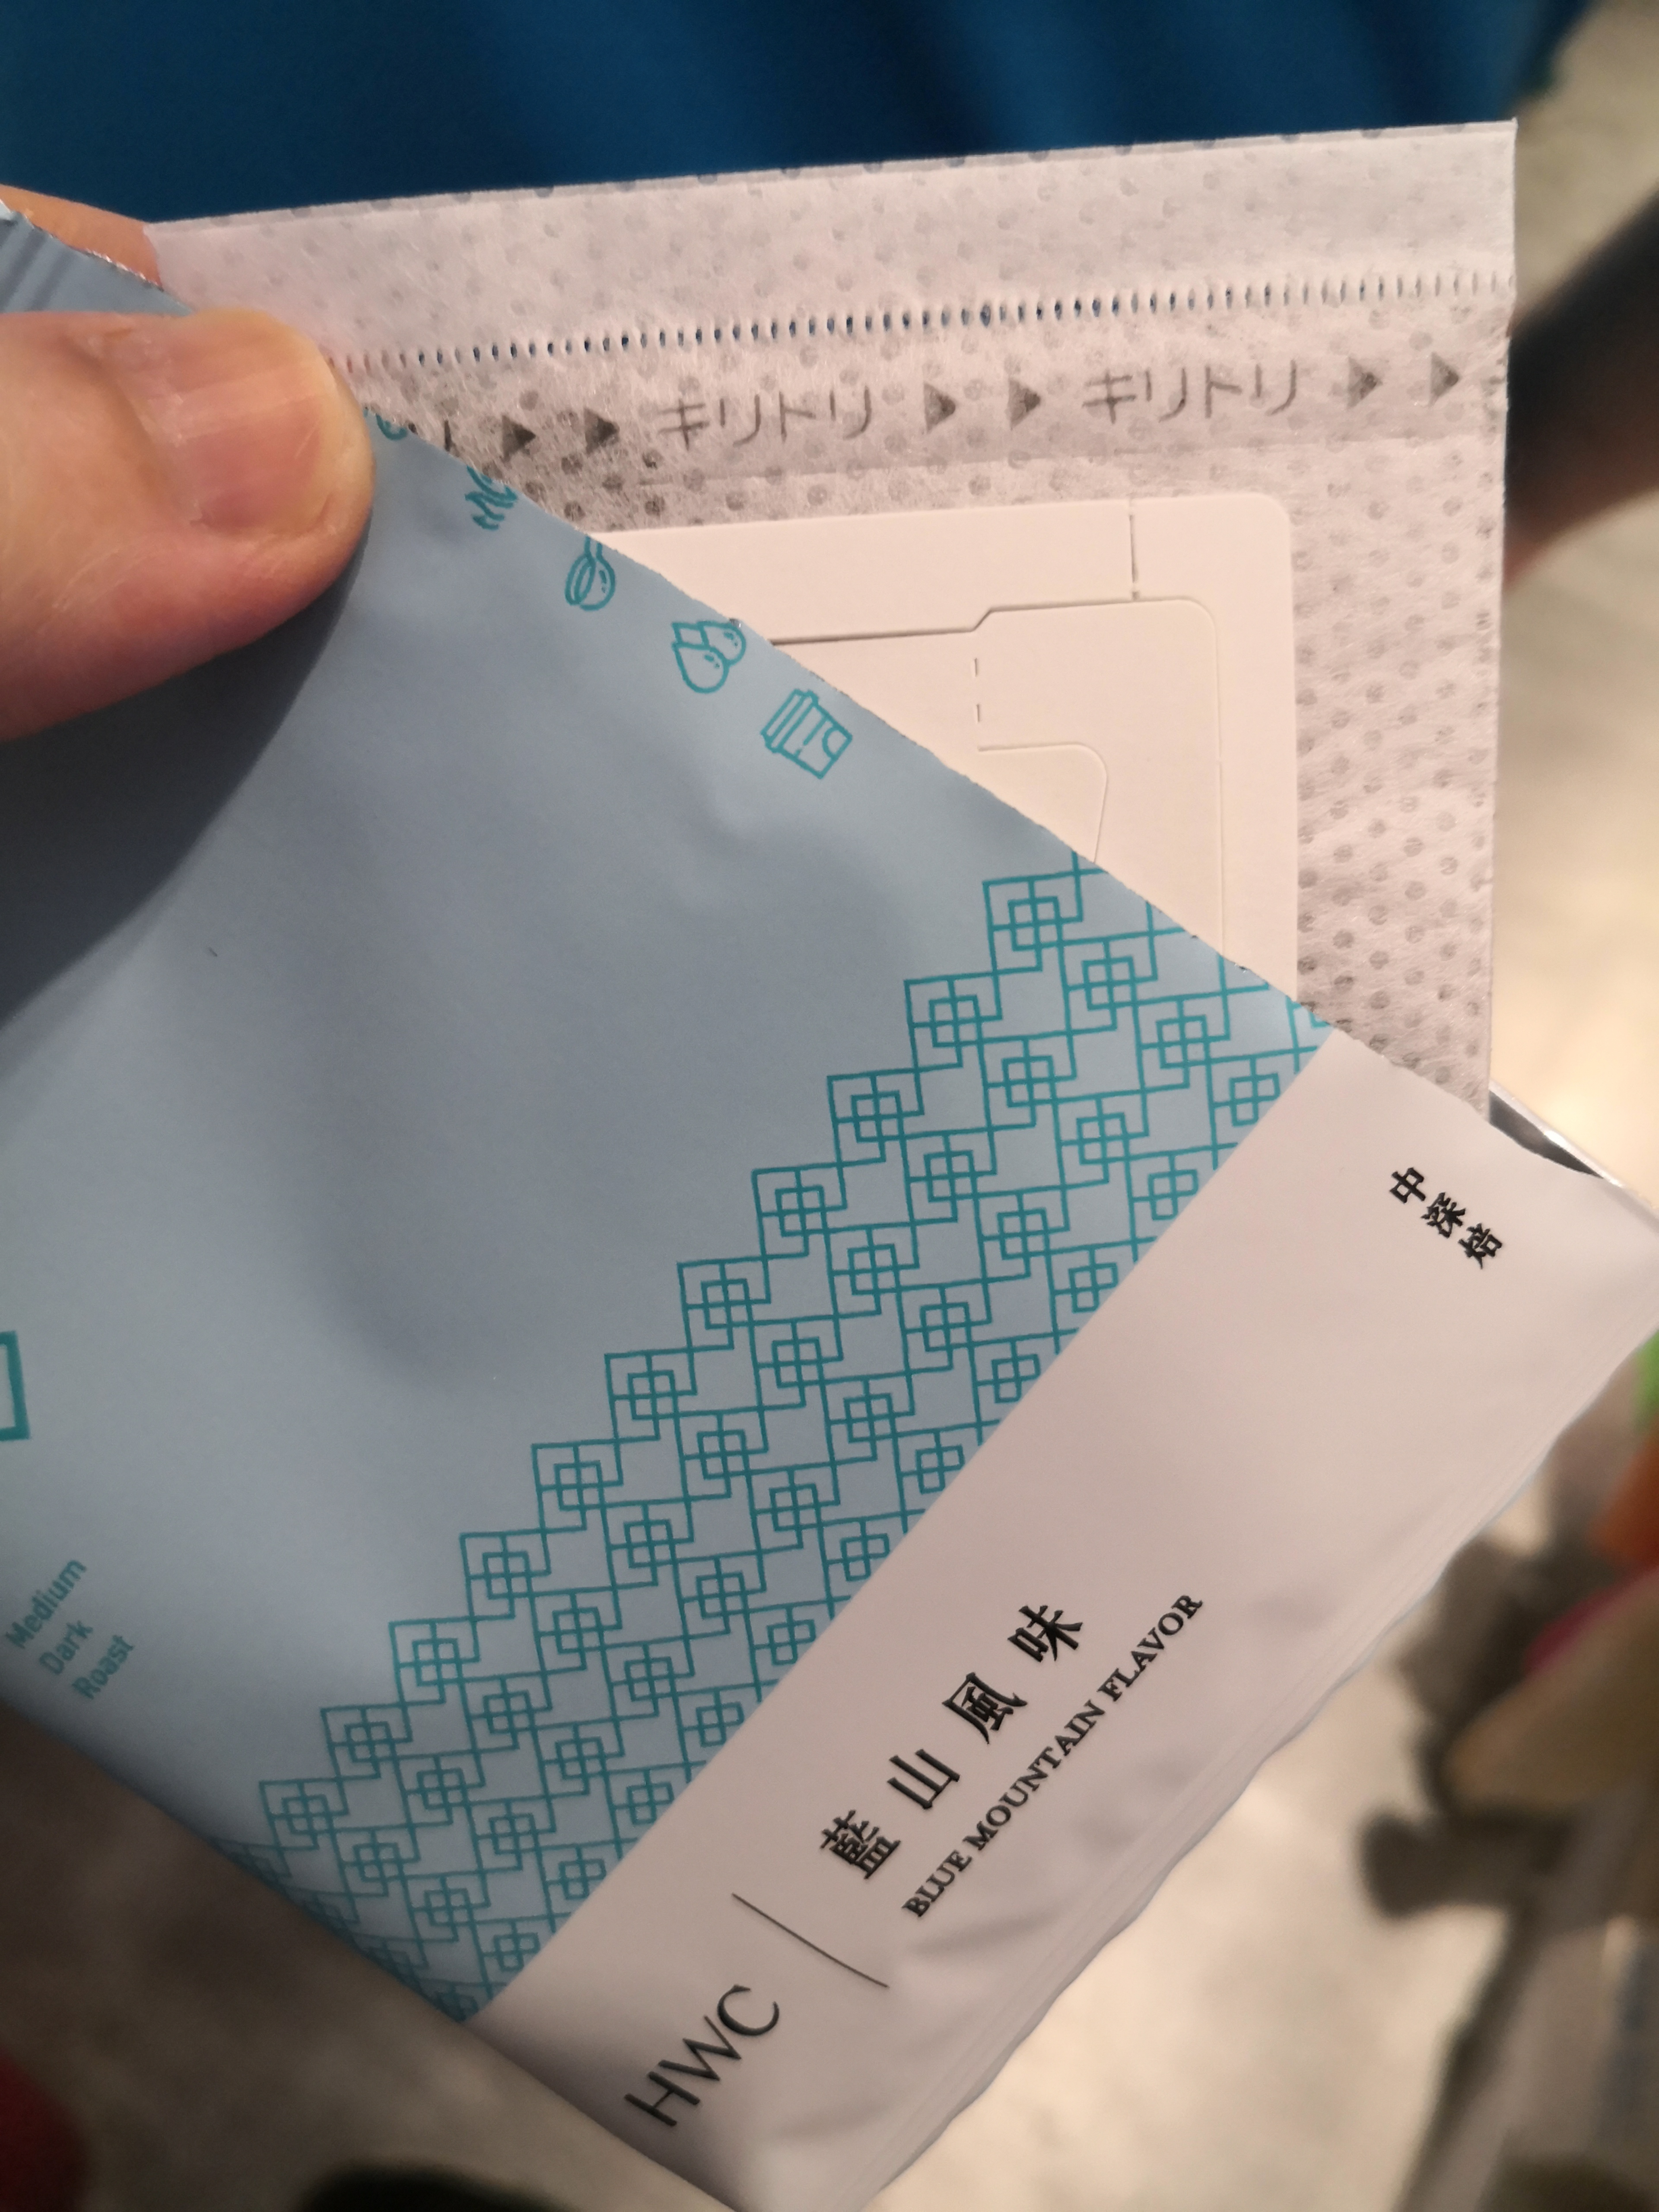 ▶ ▶ キリトリ ▶ ▶ キリトリ ▶ ▶
中深焙
Medium
Dark
Roast
HWC
藍山風味
BLUE MOUNTAIN FLAVOR